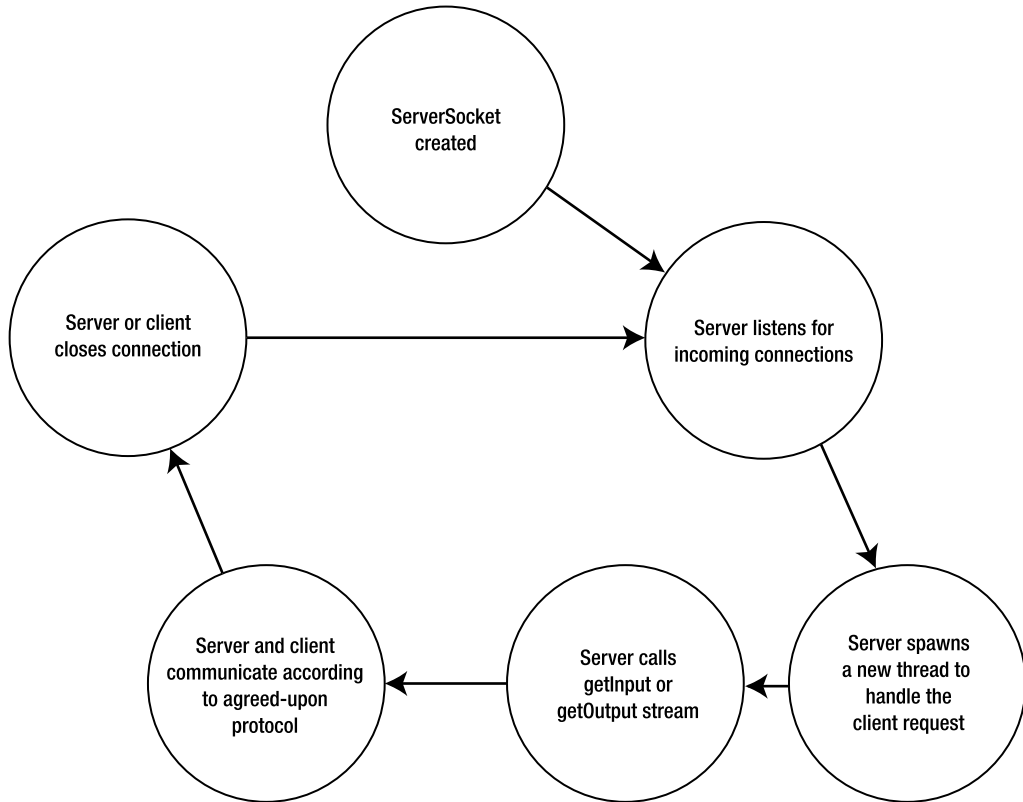 ServerSocket
created
Server or client
closes connection
Server listens for
incoming connections
Server and client
communicate according
to agreed-upon
protocol
Server calls
getInput or
getOutput stream
Server spawns
a new thread to
handle the
client request